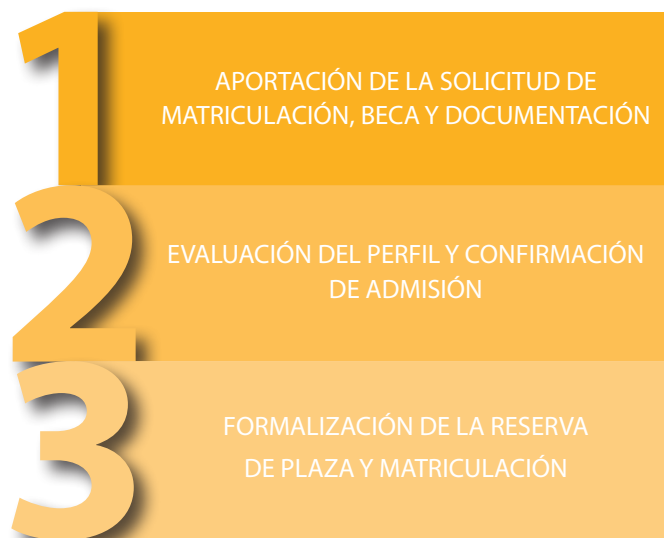 1
APORTACIÓN DE LA SOLICITUD DE
MATRICULACIÓN, BECA Y DOCUMENTACIÓN
2
EVALUACIÓN DEL PERFIL Y CONFIRMACIÓN
DE ADMISIÓN
3
FORMALIZACIÓN DE LA RESERVA
DE PLAZA Y MATRICULACIÓN